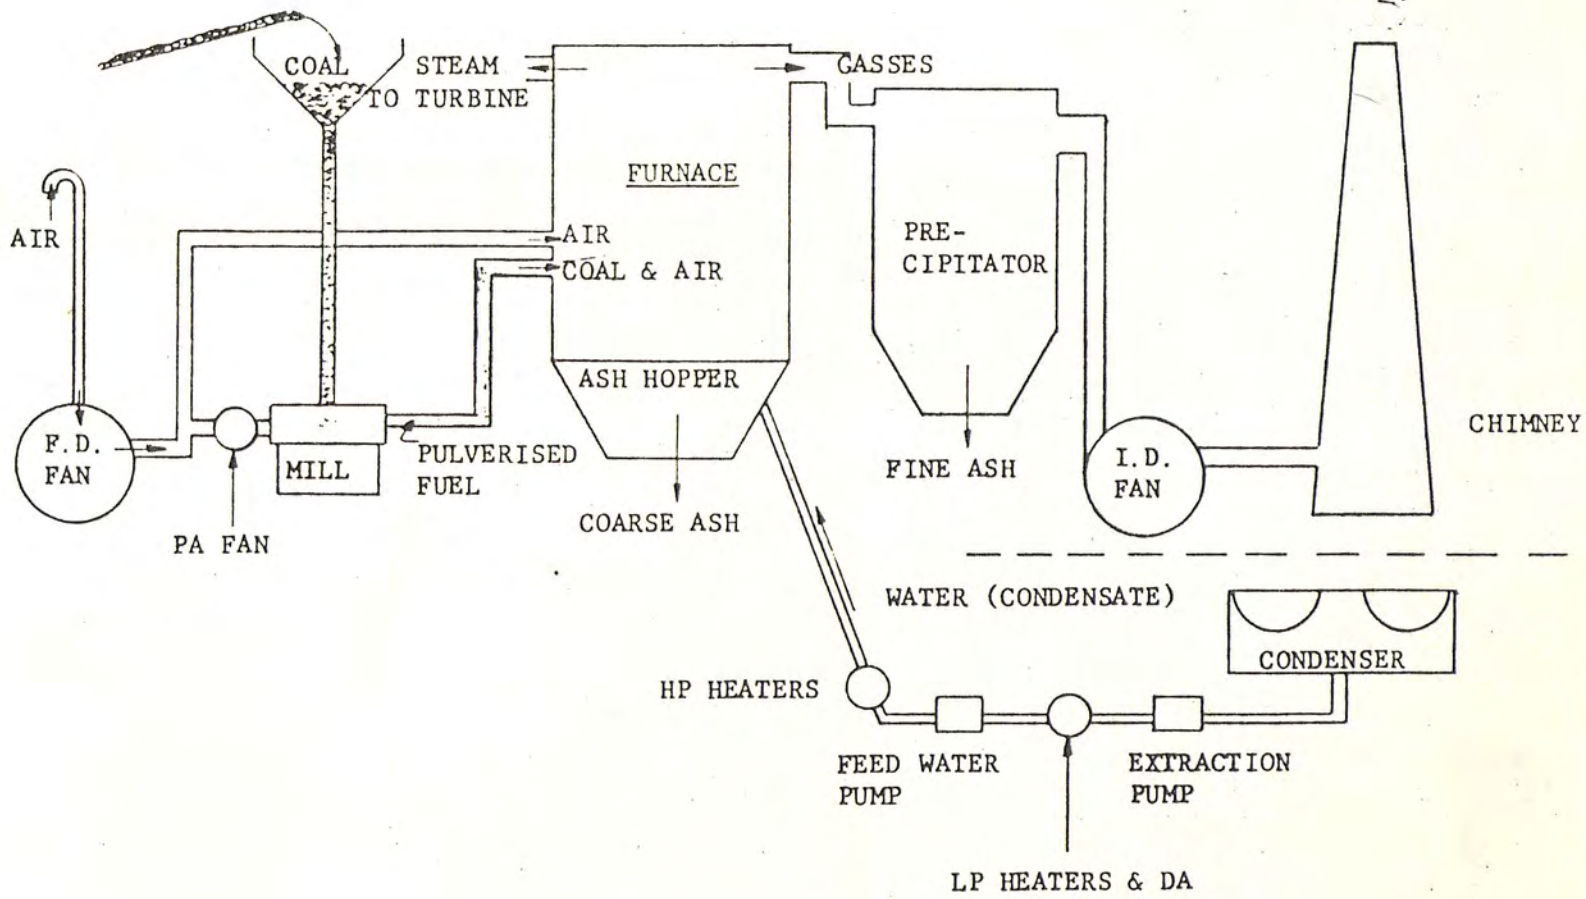 COAL
STEAM
TO TURBINE
GASSES
FURNACE
AIR
AIR
COAL & AIR
PRE-
CIPITATOR
ASH HOPPER
F.D.
FAN
MILL
PULVERISED
FUEL
PA FAN
COARSE ASH
FINE ASH
I.D.
FAN
CHIMNEY
WATER (CONDENSATE)
CONDENSER
HP HEATERS
FEED WATER
PUMP
EXTRACTION
PUMP
LP HEATERS & DA